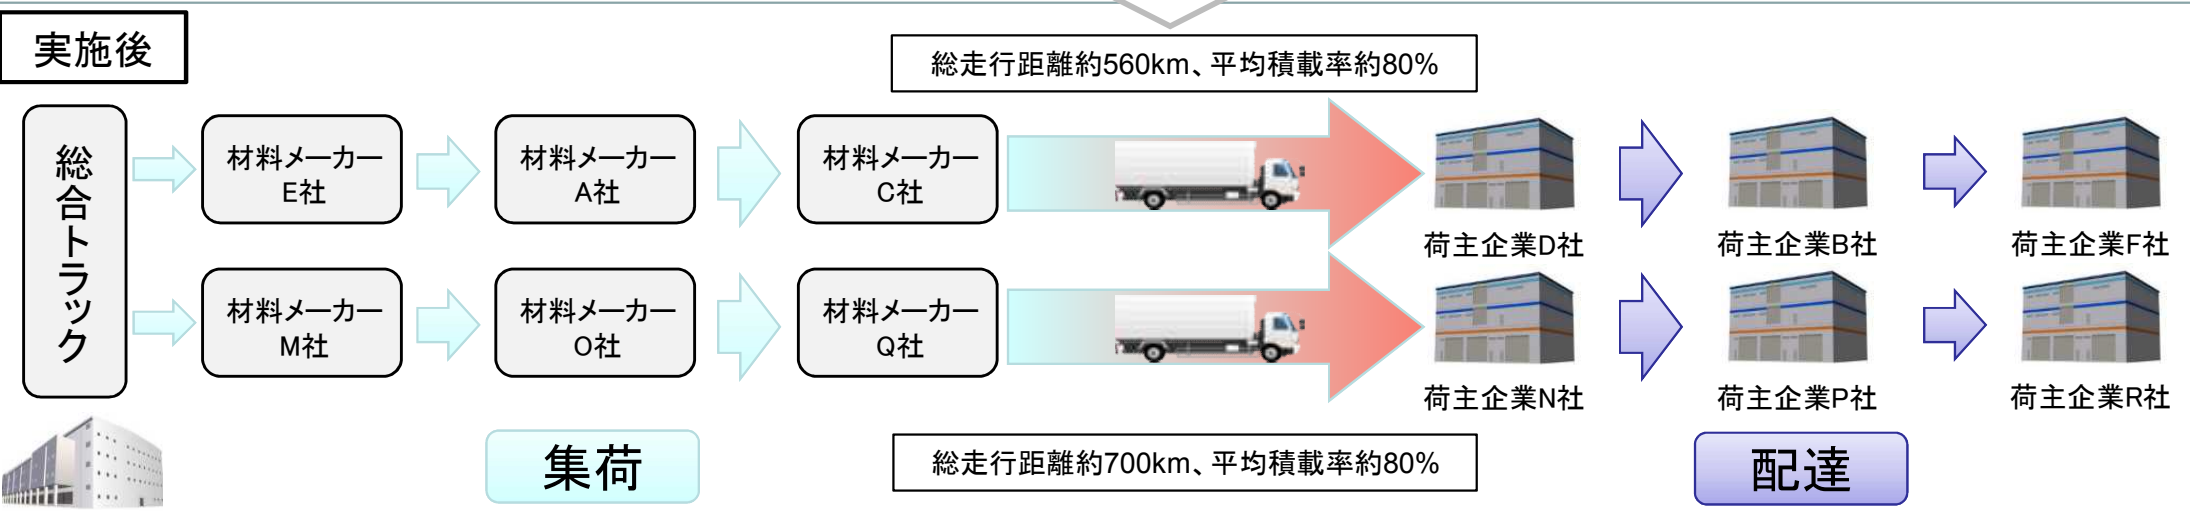 実施後
総走行距離約560km、平均積載率約80%
総合トラック
材料メーカー
E社
材料メーカー
A社
材料メーカー
C社
荷主企業D社
荷主企業B社
荷主企業F社
材料メーカー
M社
材料メーカー
O社
材料メーカー
Q社
荷主企業N社
荷主企業P社
荷主企業R社
集荷
総走行距離約700km、平均積載率約80%
配達